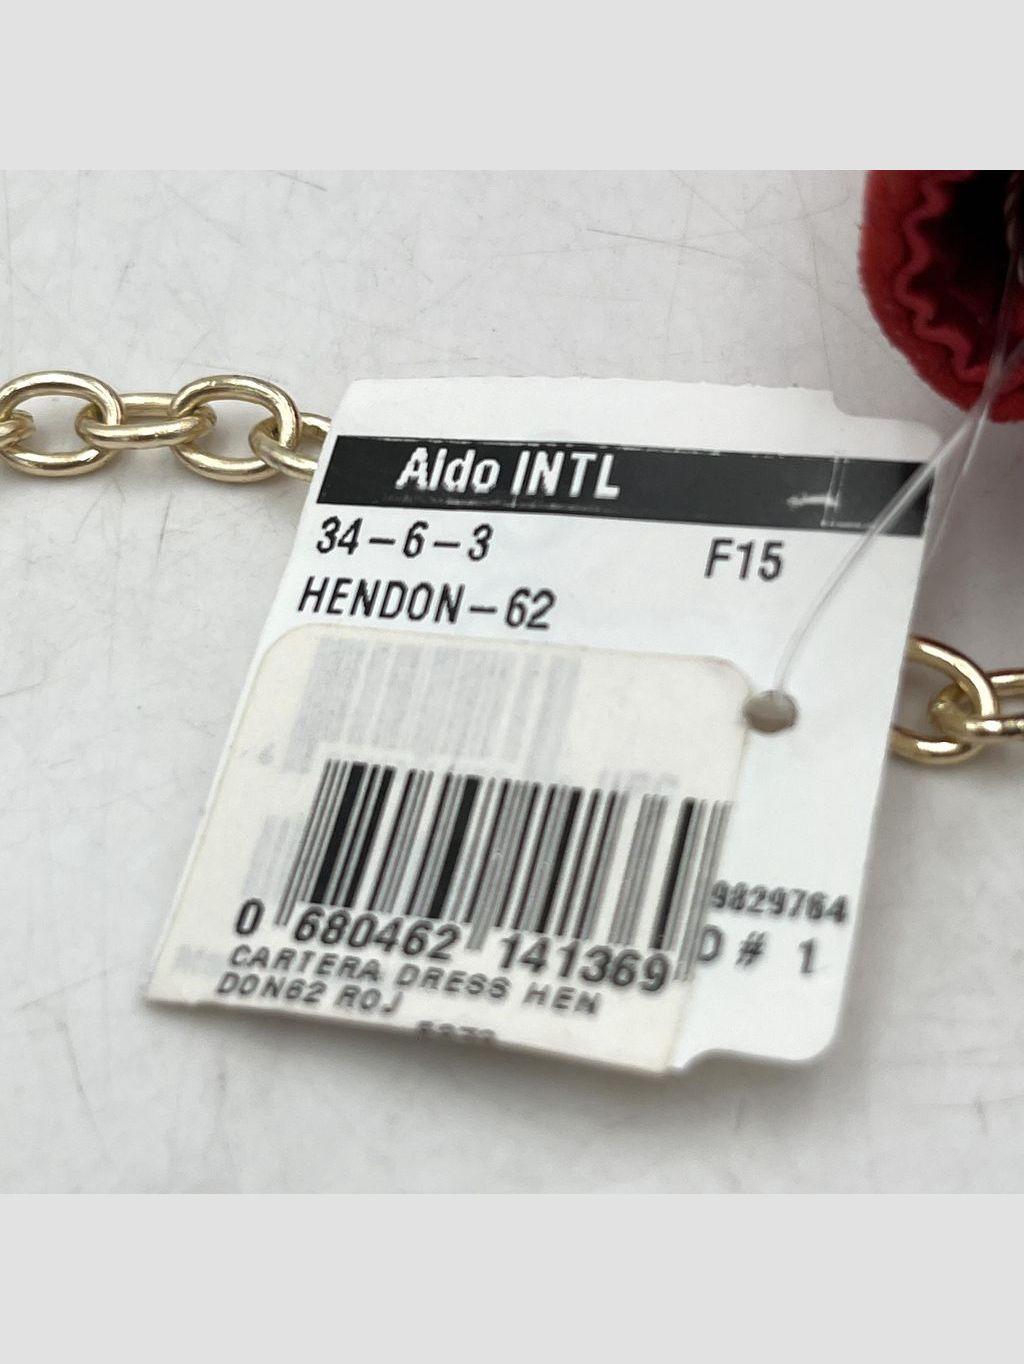 Aldo INTL
34-6-3 F15
HENDON-62
9829764
D # 1
0 680462 141369
CARTERA DRESS HEN
DON62 ROJ